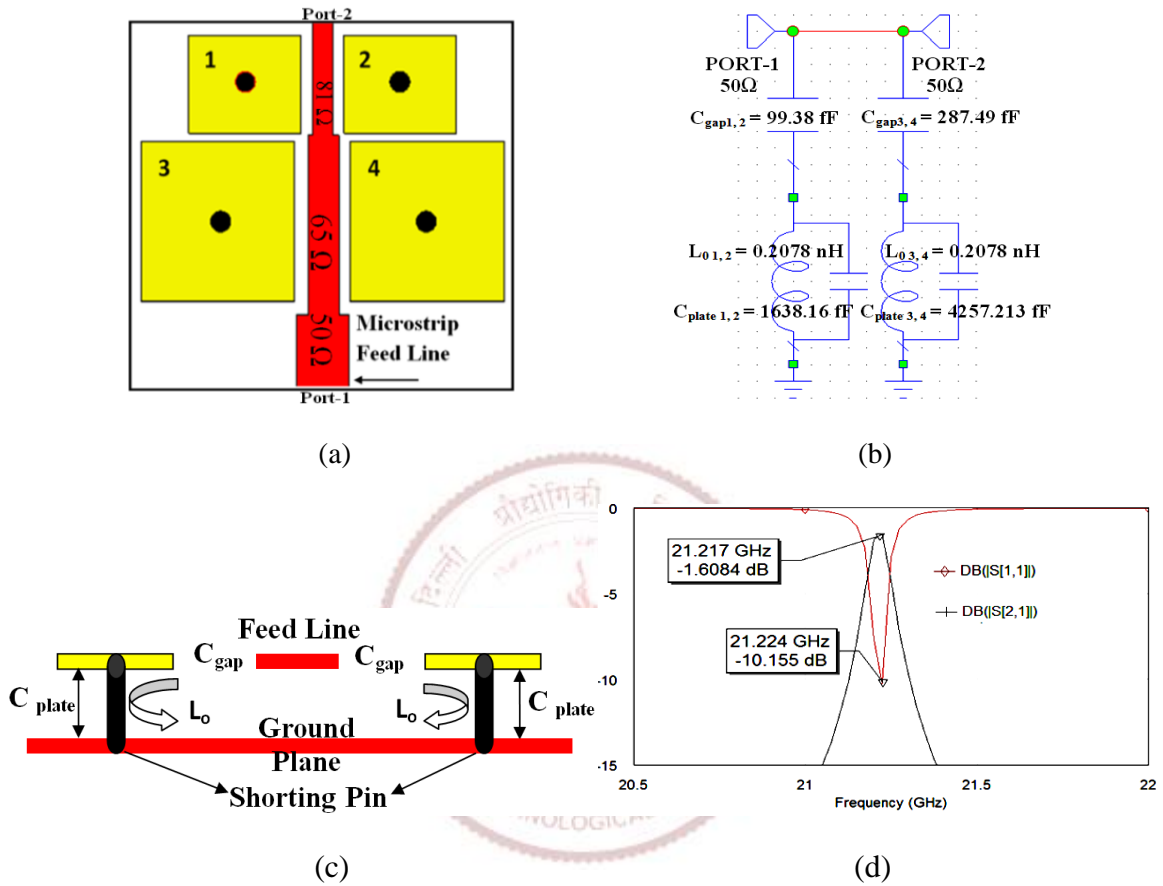 Port-2
1
2
81 Ω
3
4
65 Ω
50 Ω
Microstrip
Feed Line
Port-1
(a)
PORT-1
50Ω
PORT-2
50Ω
Cgap1, 2 = 99.38 fF
Cgap3, 4 = 287.49 fF
L0 1, 2 = 0.2078 nH
L0 3, 4 = 0.2078 nH
Cplate 1, 2 = 1638.16 fF
Cplate 3, 4 = 4257.213 fF
(b)
Feed Line
Cgap
Cgap
C plate
Lo
Lo
C plate
Ground
Plane
Shorting Pin
(c)
0
-5
-10
-15
21.217 GHz
-1.6084 dB
21.224 GHz
-10.155 dB
DB(|S[1,1]|)
DB(|S[2,1]|)
20.5
21
21.5
22
Frequency (GHz)
(d)
प्रौद्योगिकी
दिल्ली